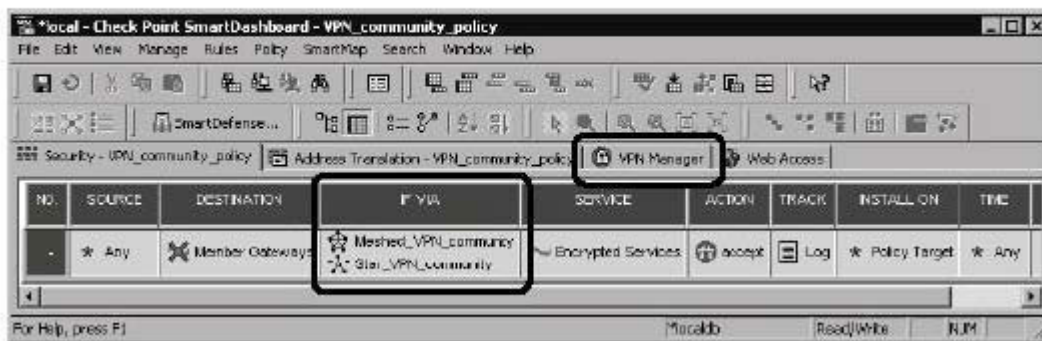 *local - Check Point SmartDashboard - VPN_community_policy
File Edit View Manage Rules Policy SmartMap Search Window Help
SmartDefense...
Security - VPN_community_policy Address Translation - VPN_community_policy VPN Manager Web Access
NO. SOURCE DESTINATION IF VIA SERVICE ACTION TRACK INSTALL ON TIME
- * Any Member Gateways Meshed_VPN_community Encrypted Services accept Log * Policy Target * Any
Star_VPN_community
For Help, press F1 Read/Write NUM